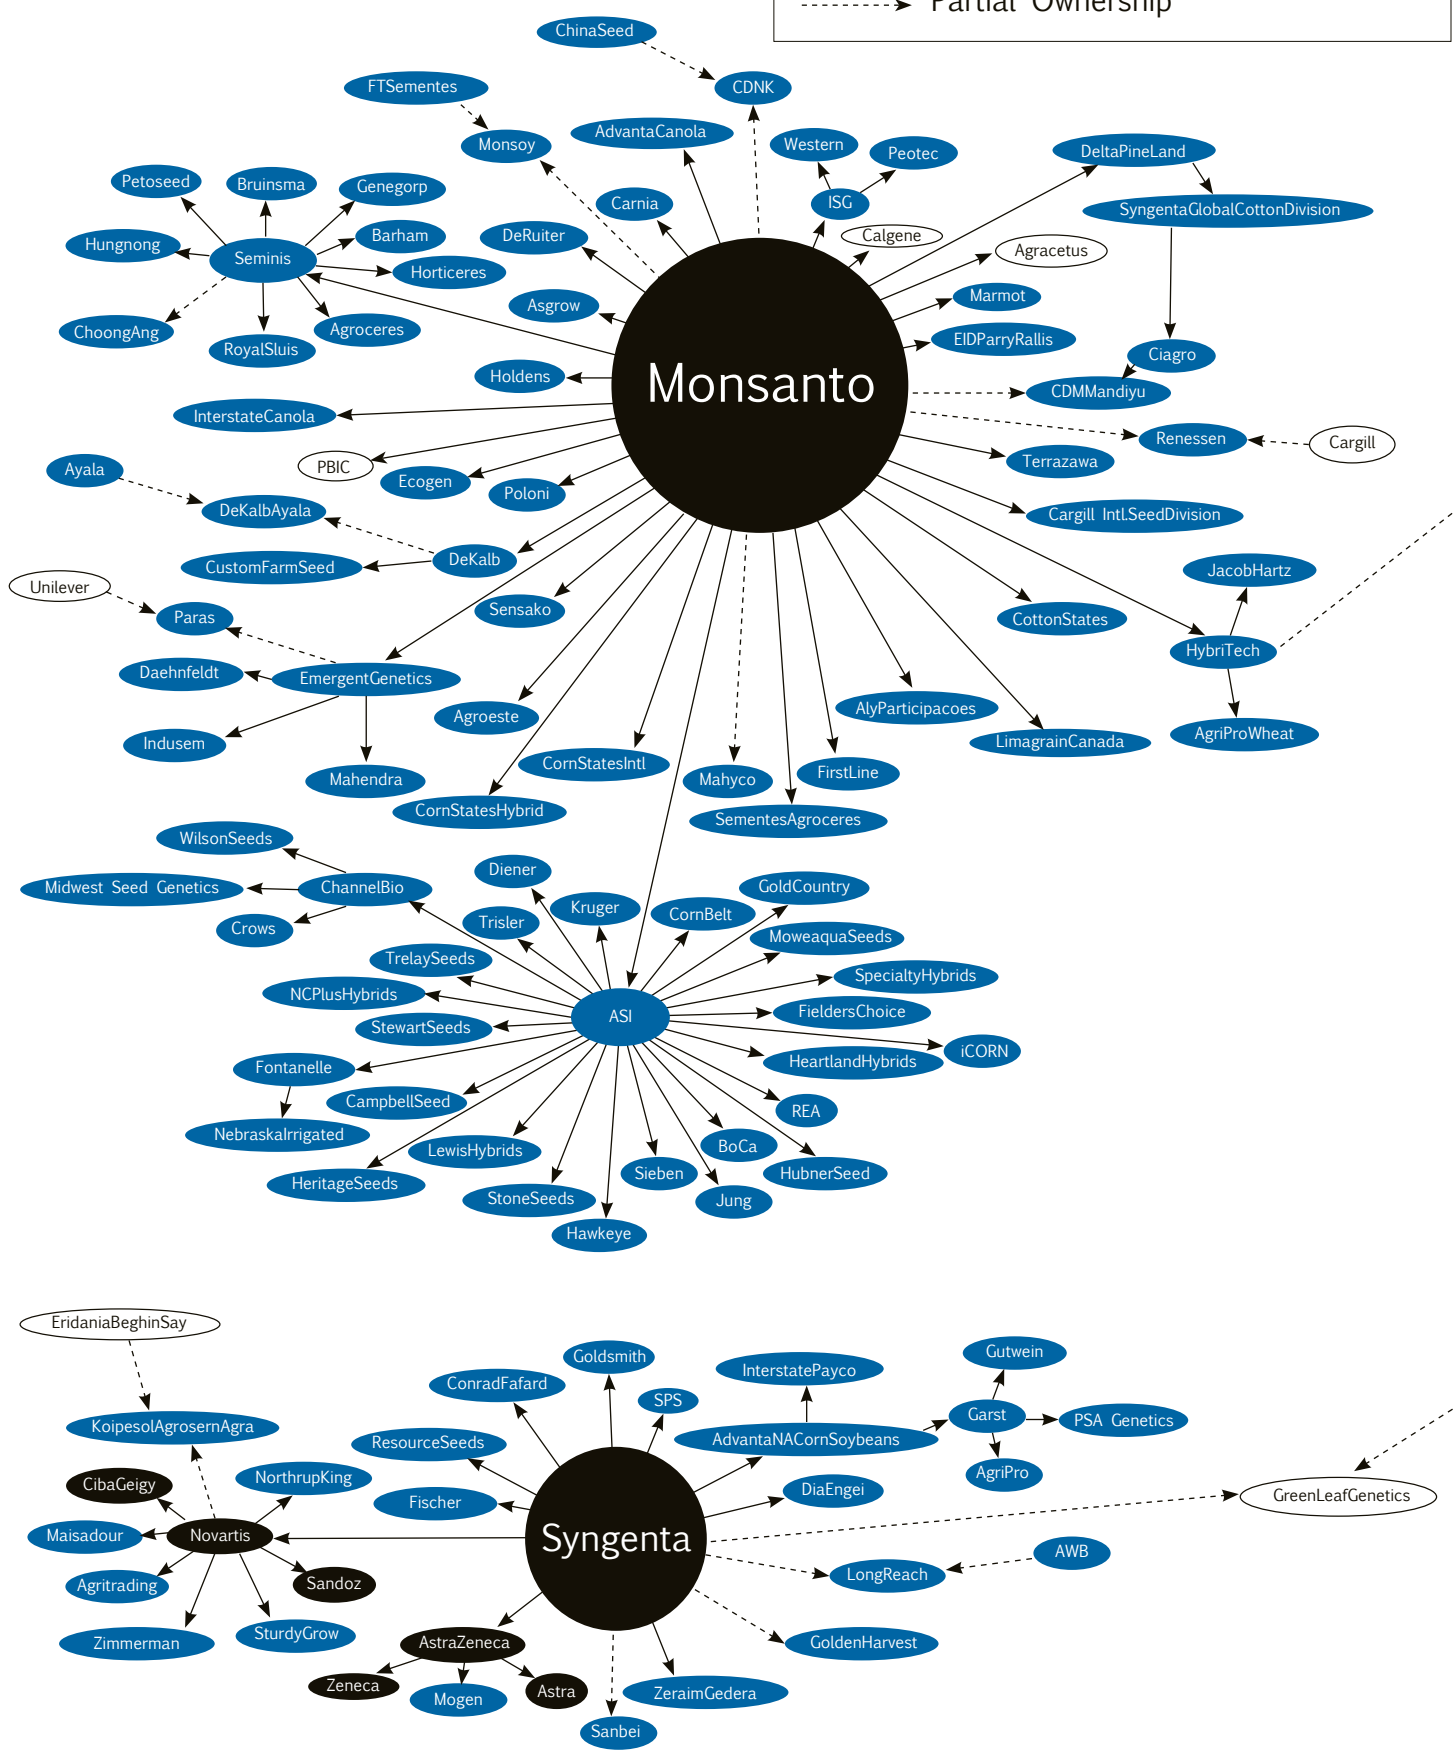 Partial Ownership
ChinaSeed
FTSementes
CDNK
Monsoy
AdvantaCanola
Western
Peotec
DeltaPineLand
Petoseed
Bruinsma
Genegorp
Carnia
ISG
SyngentaGlobalCottonDivision
Hungnong
Barham
DeRuiter
Calgene
Agracetus
Seminis
Horticeres
Marmot
Asgrow
ChoongAng
Agroceres
RoyalSluis
EIDParryRallis
Ciagro
Holdens
Monsanto
CDMMandiyu
InterstateCanola
Renessen
Cargill
PBIC
Ayala
Ecogen
Poloni
Terrazawa
DeKalbAyala
Cargill Intl.SeedDivision
DeKalb
CustomFarmSeed
JacobHartz
Unilever
Paras
Sensako
CottonStates
HybriTech
Daehnfeldt
EmergentGenetics
Agroeste
AlyParticipacoes
Indusem
LimagrainCanada
AgriProWheat
CornStatesIntl
Mahendra
Mahyco
FirstLine
CornStatesHybrid
SementesAgroceres
WilsonSeeds
Diener
Midwest Seed Genetics
ChannelBio
GoldCountry
Kruger
CornBelt
Crows
Trisler
MoweaquaSeeds
TrelaySeeds
SpecialtyHybrids
NCPlusHybrids
FieldersChoice
StewartSeeds
ASI
iCORN
Fontanelle
HeartlandHybrids
CampbellSeed
REA
NebraskaIrrigated
LewisHybrids
BoCa
HeritageSeeds
Sieben
HubnerSeed
StoneSeeds
Jung
Hawkeye
EridaniaBeghinSay
Goldsmith
Gutwein
ConradFafard
InterstatePayco
SPS
KoipesolAgrosernAgra
Garst
PSA Genetics
ResourceSeeds
AdvantaNACornSoybeans
CibaGeigy
NorthrupKing
AgriPro
Fischer
DiaEngei
GreenLeafGenetics
Maisadour
Novartis
Syngenta
AWB
Agritrading
Sandoz
LongReach
Zimmerman
SturdyGrow
AstraZeneca
GoldenHarvest
Zeneca
Mogen
Astra
ZeraimGedera
Sanbei